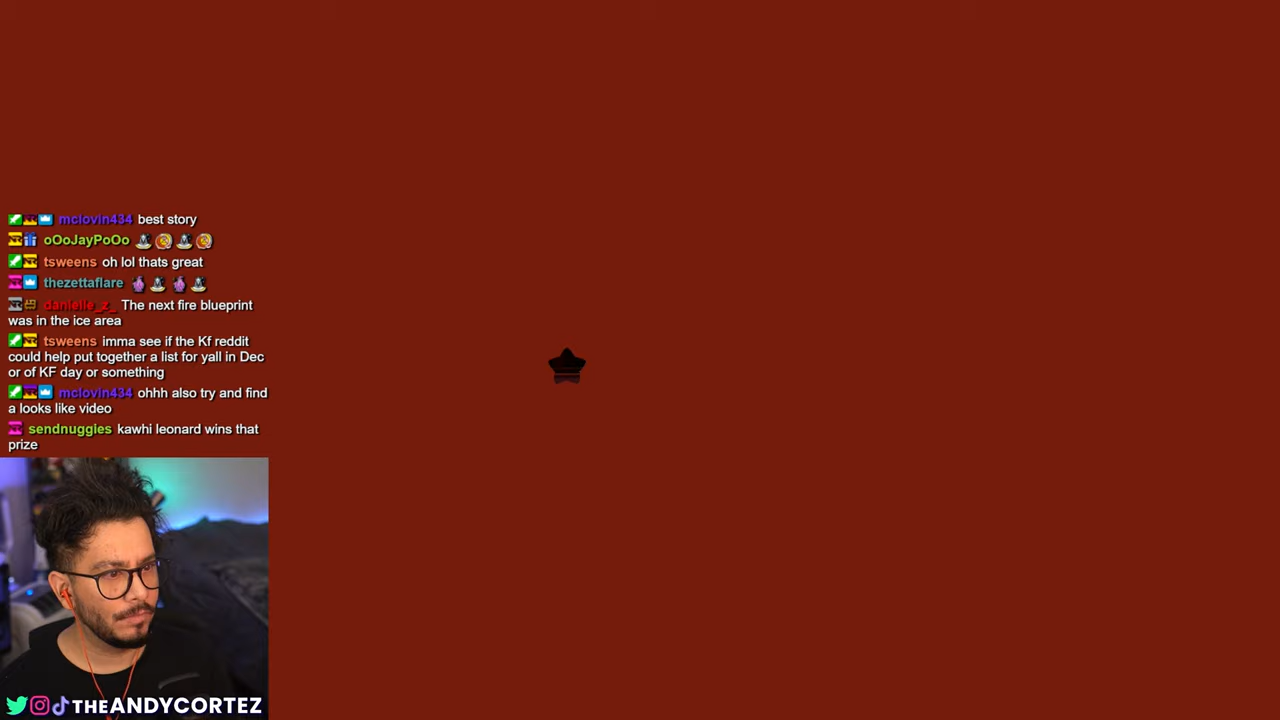 mclovin434 best story
oOoJayPoOo
tsweens oh lol thats great
thezettaflare
danielle_z_ The next fire blueprint
was in the ice area
tsweens imma see if the Kf reddit
could help put together a list for yall in Dec
or of KF day or something
mclovin434 ohhh also try and find
a looks like video
sendnuggies kawhi leonard wins that
prize
THEANDYCORTEZ